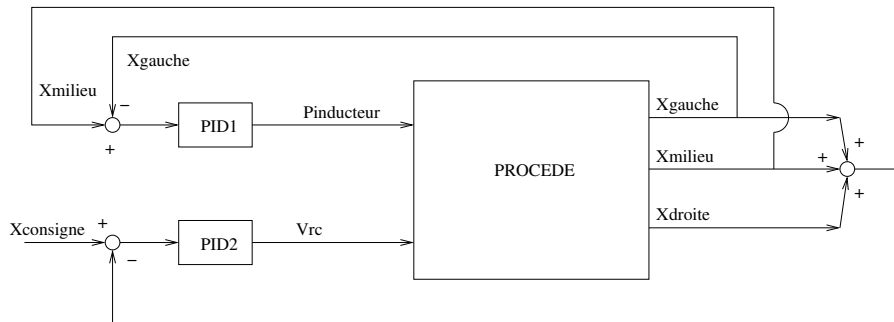 Xgauche
Xmilieu
−
+
PID1
Pinducteur
PROCEDE
Xgauche
+
Xmilieu
+
+
Xdroite
Xconsigne
+
−
PID2
Vrc